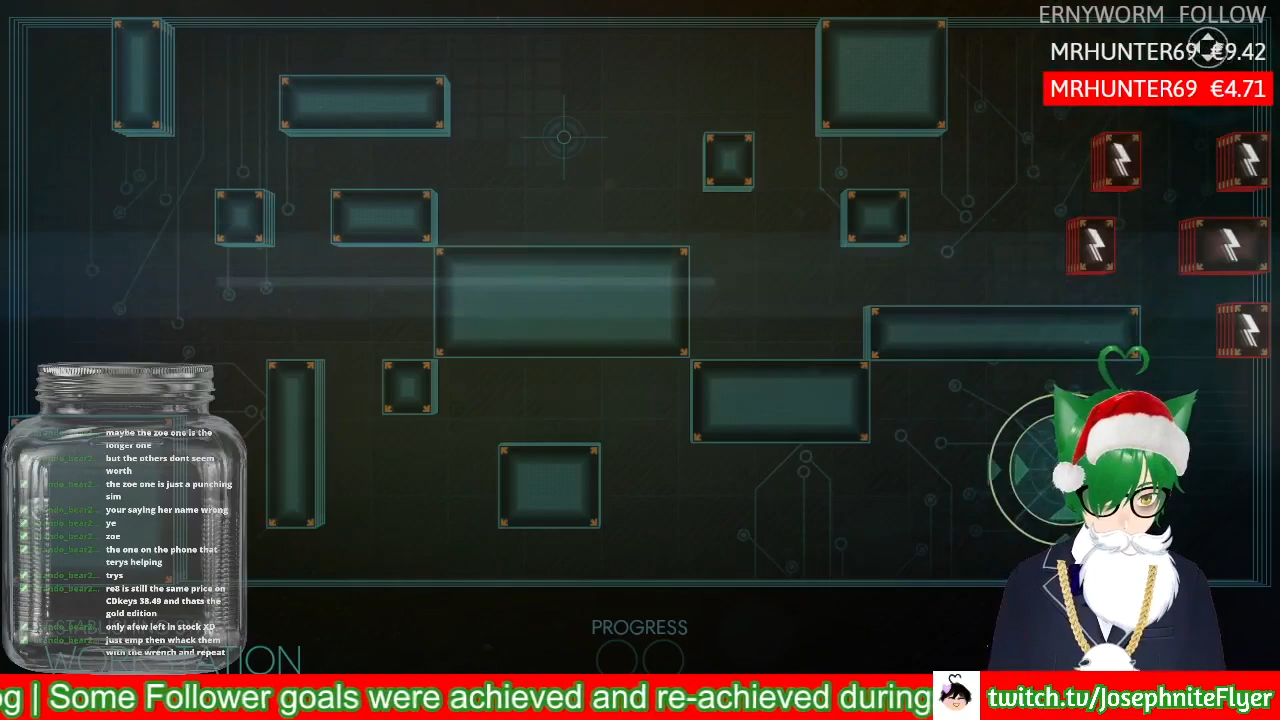 ERNYWORM FOLLOW
MRHUNTER69 €9.42
MRHUNTER69 €4.71
maybe the zoe one is the
longer one
but the others dont seem
worth
the zoe one is just a punching
sim
your saying her name wrong
ye
zoe
the one on the phone that
terys helping
trys
re8 is still the same price on
CDkeys 38.49 and thats the
gold edition
only afew left in stock XD
just emp then whack them
with the wrench and repeat
WORKSTATION
PROGRESS
og | Some Follower goals were achieved and re-achieved during
twitch.tv/JosephniteFlyer